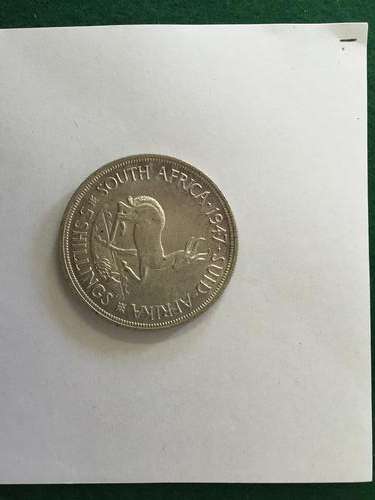 SOUTH AFRICA · 1947 · SUID-AFRIKA
5 SHILLINGS